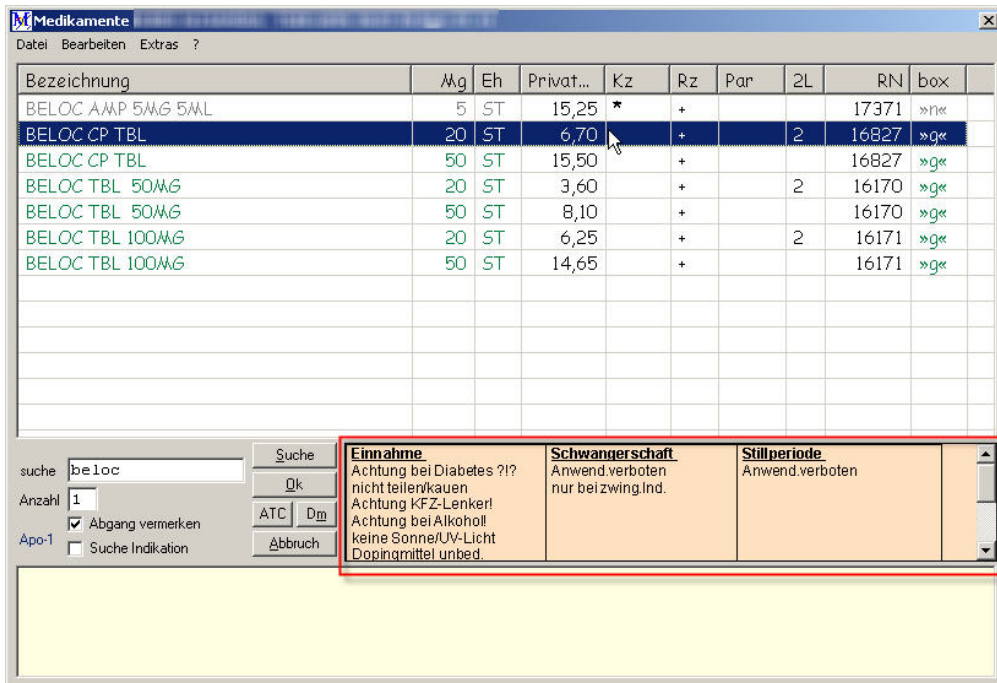 Medikamente
Datei Bearbeiten Extras ?
Bezeichnung Mg Eh Privat... Kz Rz Par 2L RN box
BELOC AMP 5MG 5ML 5 ST 15,25 * + 17371 »n«
BELOC CP TBL 20 ST 6,70 + 2 16827 »g«
BELOC CP TBL 50 ST 15,50 + 16827 »g«
BELOC TBL 50MG 20 ST 3,60 + 2 16170 »g«
BELOC TBL 50MG 50 ST 8,10 + 16170 »g«
BELOC TBL 100MG 20 ST 6,25 + 2 16171 »g«
BELOC TBL 100MG 50 ST 14,65 + 16171 »g«
suche beloc
Anzahl 1
Abgang vermerken
Apo-1
Suche Indikation
Suche
Ok
ATC Dm
Abbruch
Einnahme
Achtung bei Diabetes ?!?
nicht teilen/kauen
Achtung KFZ-Lenker!
Achtung bei Alkohol!
keine Sonne/UV-Licht
Dopingmittel unbed.
Schwangerschaft
Anwend.verboten
nur bei zwing.Ind.
Stillperiode
Anwend.verboten